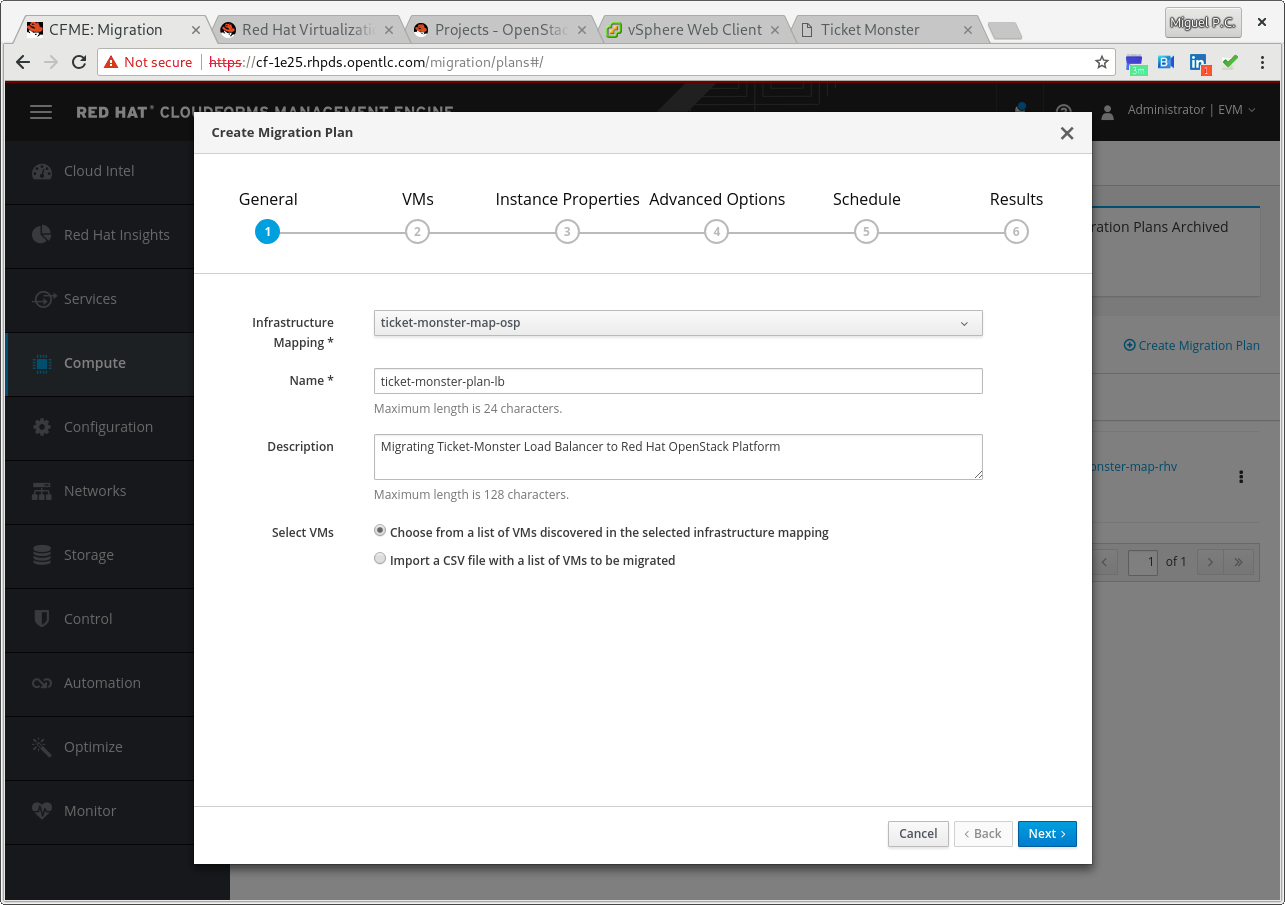 CFME: Migration
Red Hat Virtualizati
Projects - OpenStac
vSphere Web Client
Ticket Monster
Miguel P.C.
Not secure
https://cf-1e25.rhpds.opentlc.com/migration/plans#/
3m
B
in
1
RED HAT CLOUDFORMS MANAGEMENT ENGINE
Administrator | EVM
Create Migration Plan
General
VMs
Instance Properties
Advanced Options
Schedule
Results
1
2
3
4
5
6
Cloud Intel
Red Hat Insights
Services
Compute
Configuration
Networks
Storage
Control
Automation
Optimize
Monitor
Infrastructure
Mapping *
ticket-monster-map-osp
Name *
ticket-monster-plan-lb
Maximum length is 24 characters.
Description
Migrating Ticket-Monster Load Balancer to Red Hat OpenStack Platform
Maximum length is 128 characters.
Select VMs
Choose from a list of VMs discovered in the selected infrastructure mapping
Import a CSV file with a list of VMs to be migrated
Cancel
Back
Next
ration Plans Archived
Create Migration Plan
onster-map-rhv
1 of 1